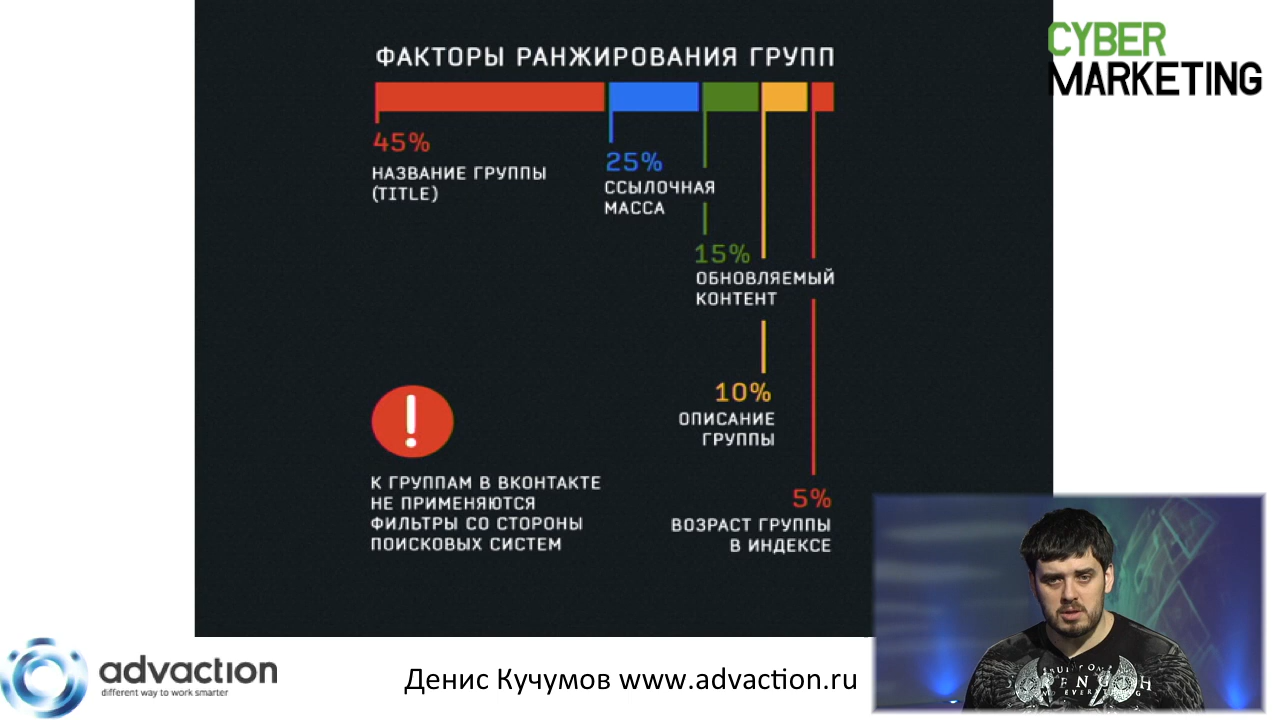 ФАКТОРЫ РАНЖИРОВАНИЯ ГРУПП
CYBER
MARKETING
45%
НАЗВАНИЕ ГРУППЫ
(TITLE)
25%
ССЫЛОЧНАЯ
МАССА
15%
ОБНОВЛЯЕМЫЙ
КОНТЕНТ
10%
ОПИСАНИЕ
ГРУППЫ
5%
ВОЗРАСТ ГРУППЫ
В ИНДЕКСЕ
!
К ГРУППАМ В ВКОНТАКТЕ
НЕ ПРИМЕНЯЮТСЯ
ФИЛЬТРЫ СО СТОРОНЫ
ПОИСКОВЫХ СИСТЕМ
advaction
different way to work smarter
Денис Кучумов www.advaction.ru